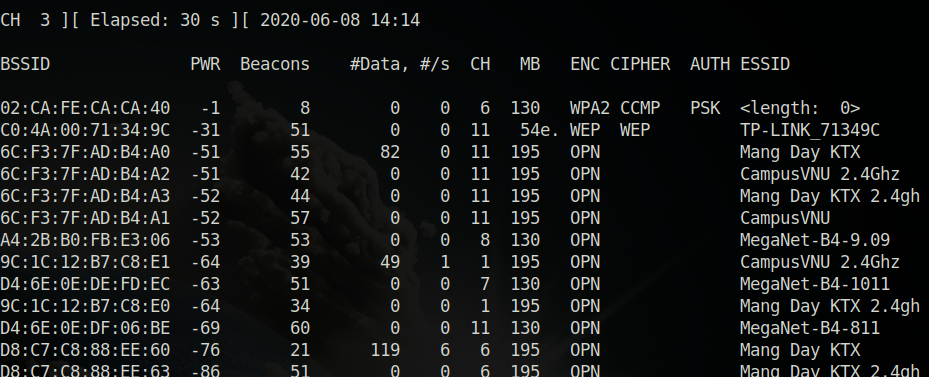 CH  3 ][ Elapsed: 30 s ][ 2020-06-08 14:14
BSSID              PWR  Beacons    #Data, #/s  CH   MB   ENC CIPHER  AUTH ESSID
02:CA:FE:CA:CA:40   -1        8        0    0   6  130   WPA2 CCMP   PSK  <length:  0>
C0:4A:00:71:34:9C  -31       51        0    0  11   54e. WEP  WEP         TP-LINK_71349C
6C:F3:7F:AD:B4:A0  -51       55       82    0  11  195   OPN              Mang Day KTX
6C:F3:7F:AD:B4:A2  -51       42        0    0  11  195   OPN              CampusVNU 2.4Ghz
6C:F3:7F:AD:B4:A3  -52       44        0    0  11  195   OPN              Mang Day KTX 2.4gh
6C:F3:7F:AD:B4:A1  -52       57        0    0  11  195   OPN              CampusVNU
A4:2B:B0:FB:E3:06  -53       53        0    0   8  130   OPN              MegaNet-B4-9.09
9C:1C:12:B7:C8:E1  -64       39       49    1   1  195   OPN              CampusVNU 2.4Ghz
D4:6E:0E:DE:FD:EC  -63       51        0    0   7  130   OPN              MegaNet-B4-1011
9C:1C:12:B7:C8:E0  -64       34        0    0   1  195   OPN              Mang Day KTX 2.4gh
D4:6E:0E:DF:06:BE  -69       60        0    0  11  130   OPN              MegaNet-B4-811
D8:C7:C8:88:EE:60  -76       21      119    6   6  195   OPN              Mang Day KTX
D8:C7:C8:88:EE:63  -86       51        0    0   6  195   OPN              Mang Day KTX 2.4gh